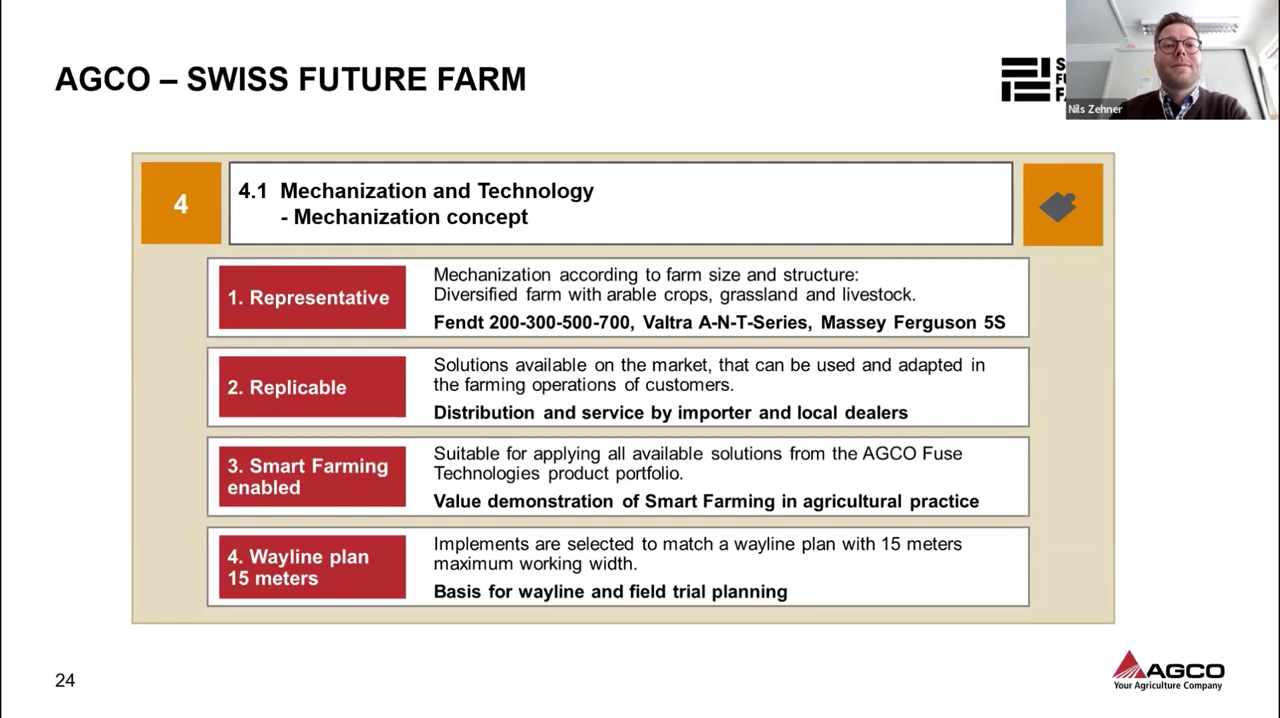 AGCO – SWISS FUTURE FARM
Nils Zehner
4
4.1 Mechanization and Technology
- Mechanization concept
1. Representative
Mechanization according to farm size and structure:
Diversified farm with arable crops, grassland and livestock.
Fendt 200-300-500-700, Valtra A-N-T-Series, Massey Ferguson 5S
2. Replicable
Solutions available on the market, that can be used and adapted in
the farming operations of customers.
Distribution and service by importer and local dealers
3. Smart Farming
enabled
Suitable for applying all available solutions from the AGCO Fuse
Technologies product portfolio.
Value demonstration of Smart Farming in agricultural practice
4. Wayline plan
15 meters
Implements are selected to match a wayline plan with 15 meters
maximum working width.
Basis for wayline and field trial planning
24
AGCO
Your Agriculture Company